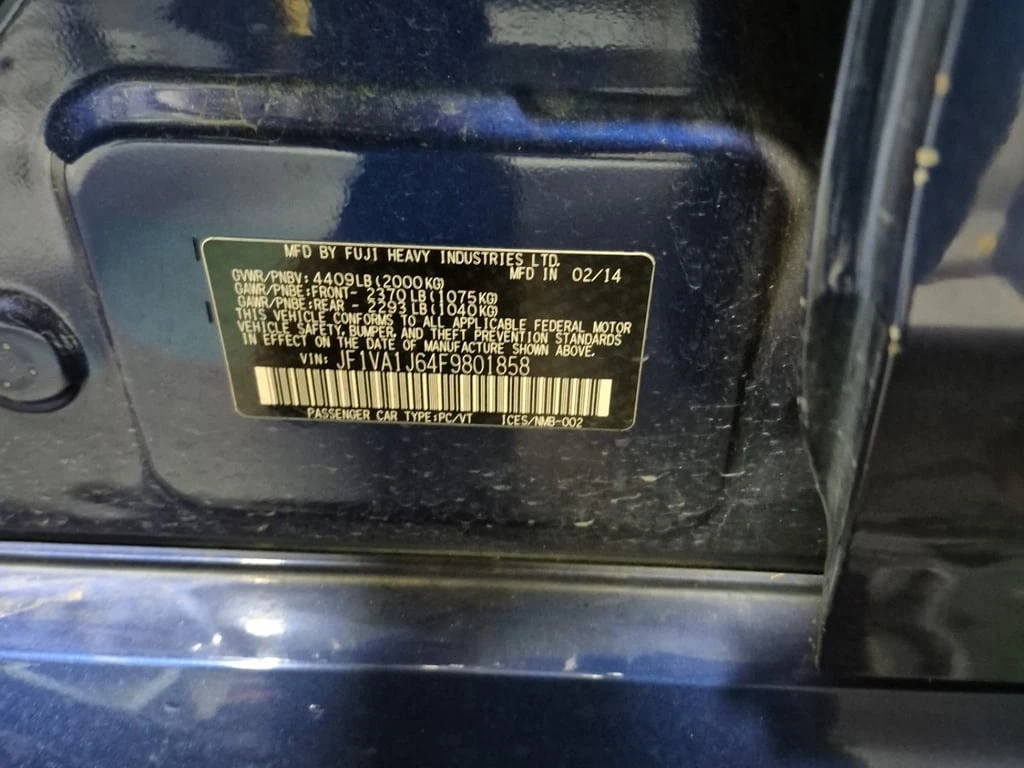 MFD BY FUJI HEAVY INDUSTRIES LTD.
GVWR/PNBV: 4409LB(2000KG) MFD IN 02/14
GAWR/PNBE:FRONT- 2370LB(1075KG)
GAWR/PNBE:REAR - 2293LB(1040KG)
THIS VEHICLE CONFORMS TO ALL APPLICABLE FEDERAL MOTOR
VEHICLE SAFETY, BUMPER AND THEFT PREVENTION STANDARDS
IN EFFECT ON THE DATE OF MANUFACTURE SHOWN ABOVE.
VIN: JF1VA1J64F9801858
PASSENGER CAR TYPE:PC/VT ICES/NMB-002